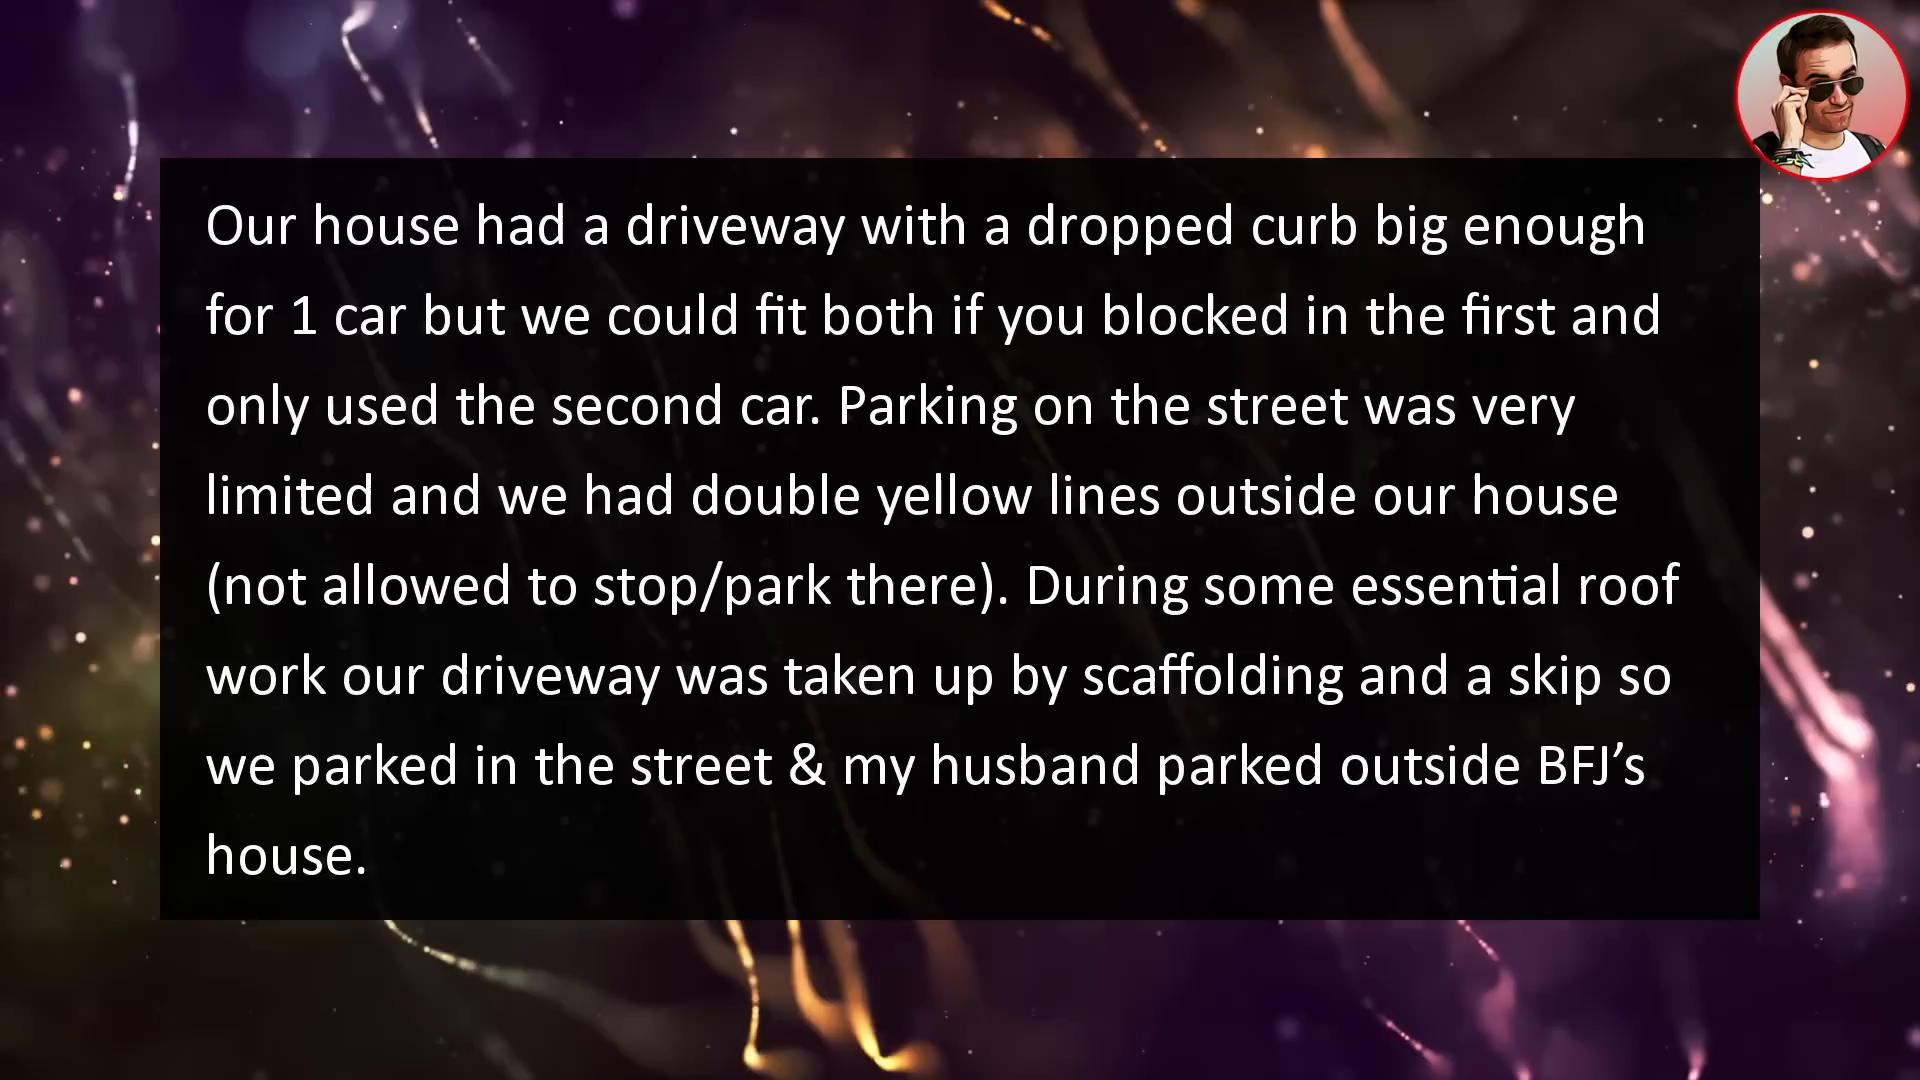 Our house had a driveway with a dropped curb big enough
for 1 car but we could fit both if you blocked in the first and
only used the second car. Parking on the street was very
limited and we had double yellow lines outside our house
(not allowed to stop/park there). During some essential roof
work our driveway was taken up by scaffolding and a skip so
we parked in the street & my husband parked outside BFJ’s
house.